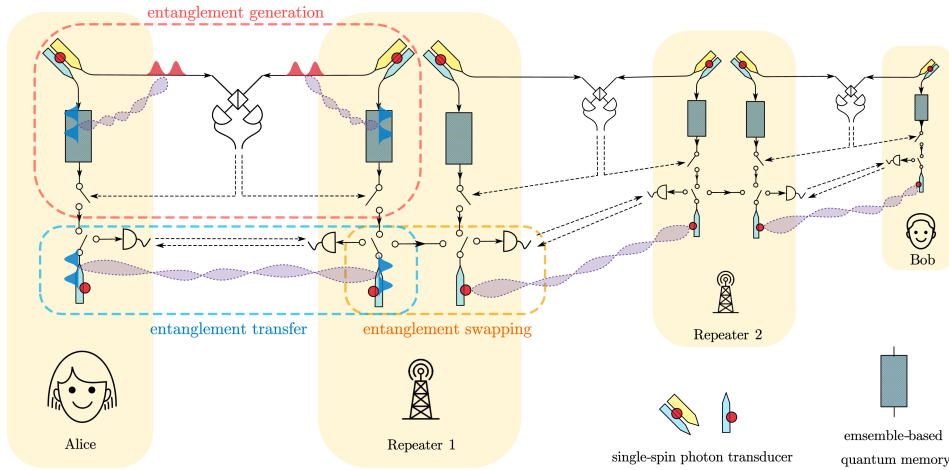 entanglement generation
entanglement transfer
entanglement swapping
Alice
Repeater 1
Repeater 2
Bob
single-spin photon transducer
emsemble-based
quantum memory